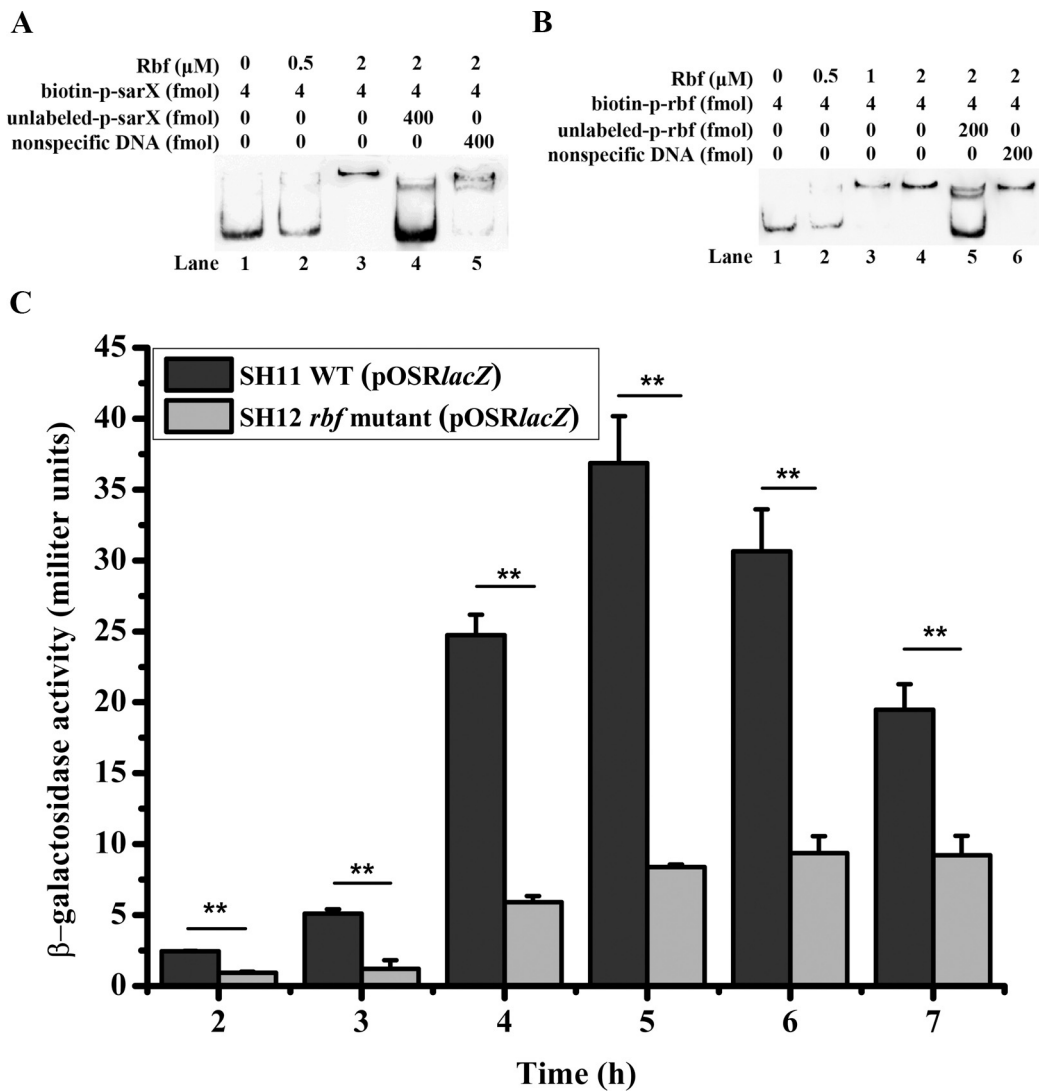 A
Rbf (μM) 0 0.5 2 2 2
biotin-p-sarX (fmol) 4 4 4 4 4
unlabeled-p-sarX (fmol) 0 0 0 400 0
nonspecific DNA (fmol) 0 0 0 0 400
Lane 1 2 3 4 5
B
Rbf (μM) 0 0.5 1 2 2 2
biotin-p-rbf (fmol) 4 4 4 4 4 4
unlabeled-p-rbf (fmol) 0 0 0 0 200 0
nonspecific DNA (fmol) 0 0 0 0 0 200
Lane 1 2 3 4 5 6
C
SH11 WT (pOSRlacZ)
SH12 rbf mutant (pOSRlacZ)
β–galactosidase activity (militer units)
45
40
35
30
25
20
15
10
5
0
**
**
**
**
**
**
2 3 4 5 6 7
Time (h)